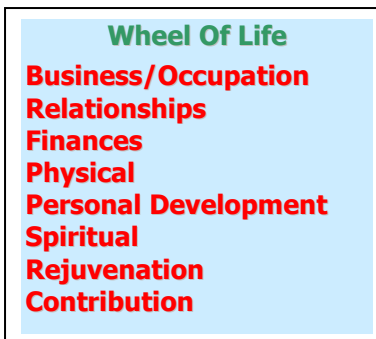 Wheel Of Life
Business/Occupation
Relationships
Finances
Physical
Personal Development
Spiritual
Rejuvenation
Contribution